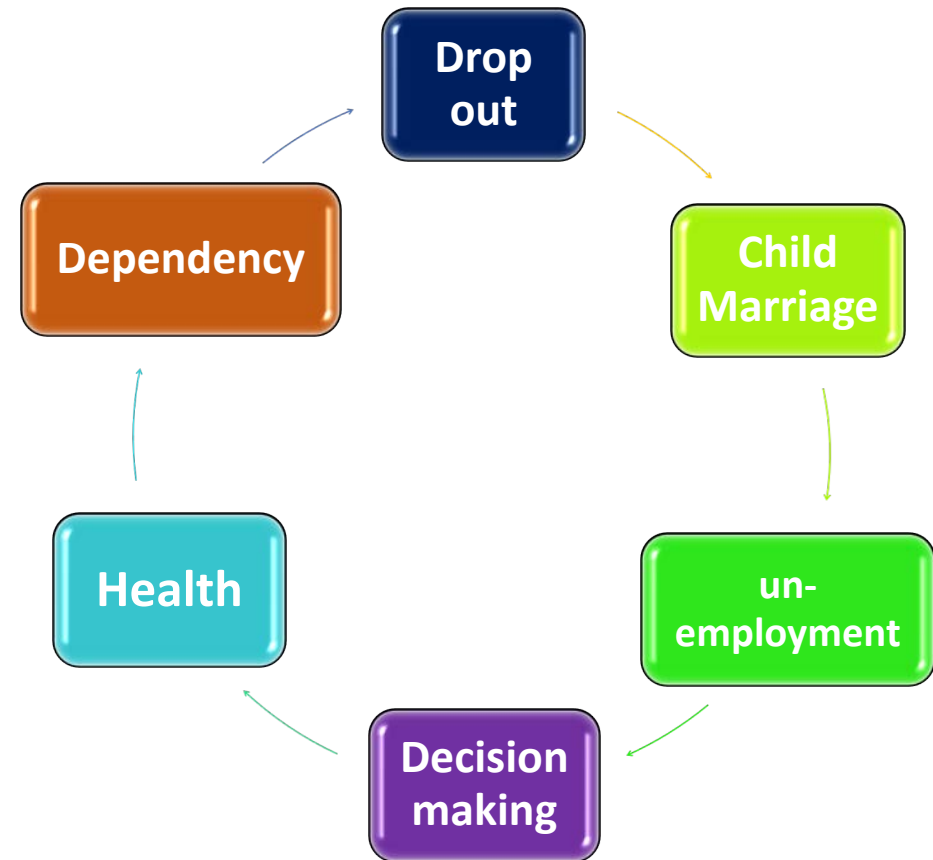 Drop
out
Child
Marriage
un-
employment
Decision
making
Health
Dependency